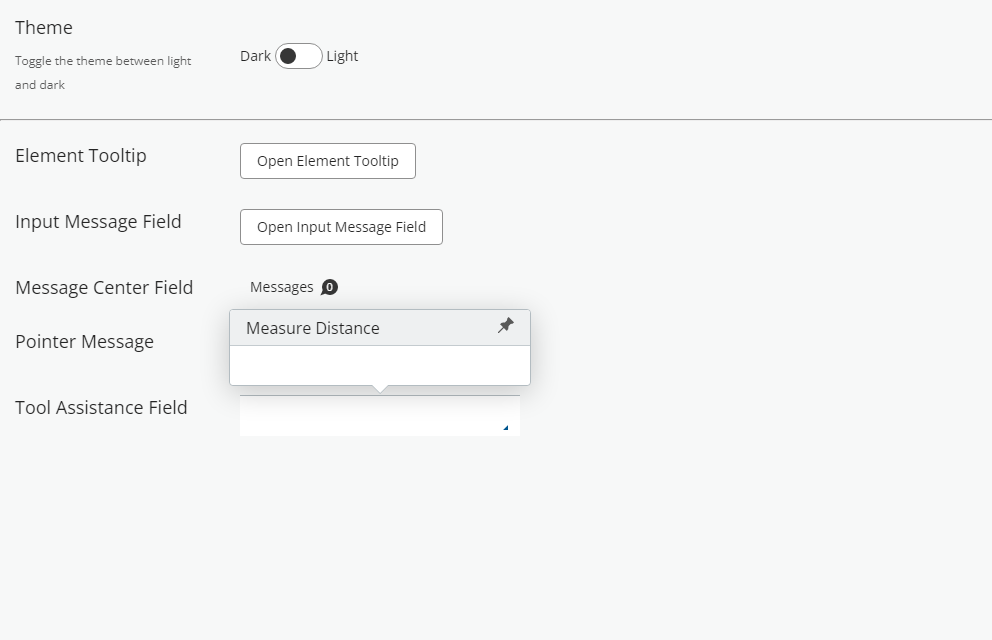 Theme
Toggle the theme between light
and dark
Dark Light
Element Tooltip
Open Element Tooltip
Input Message Field
Open Input Message Field
Message Center Field
Messages 0
Measure Distance
Pointer Message
Tool Assistance Field